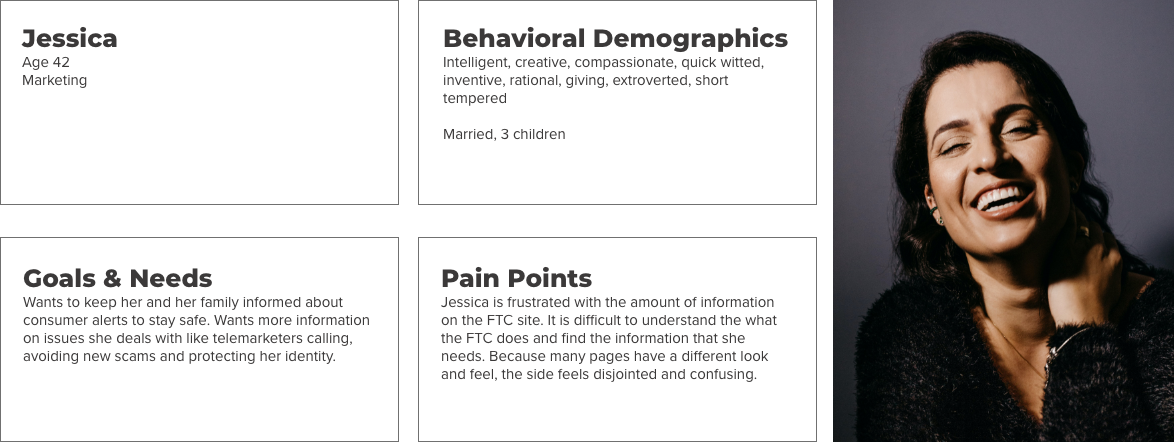 Jessica
Age 42
Marketing
Behavioral Demographics
Intelligent, creative, compassionate, quick witted,
inventive, rational, giving, extroverted, short
tempered
Married, 3 children
Goals & Needs
Wants to keep her and her family informed about
consumer alerts to stay safe. Wants more information
on issues she deals with like telemarketers calling,
avoiding new scams and protecting her identity.
Pain Points
Jessica is frustrated with the amount of information
on the FTC site. It is difficult to understand the what
the FTC does and find the information that she
needs. Because many pages have a different look
and feel, the side feels disjointed and confusing.